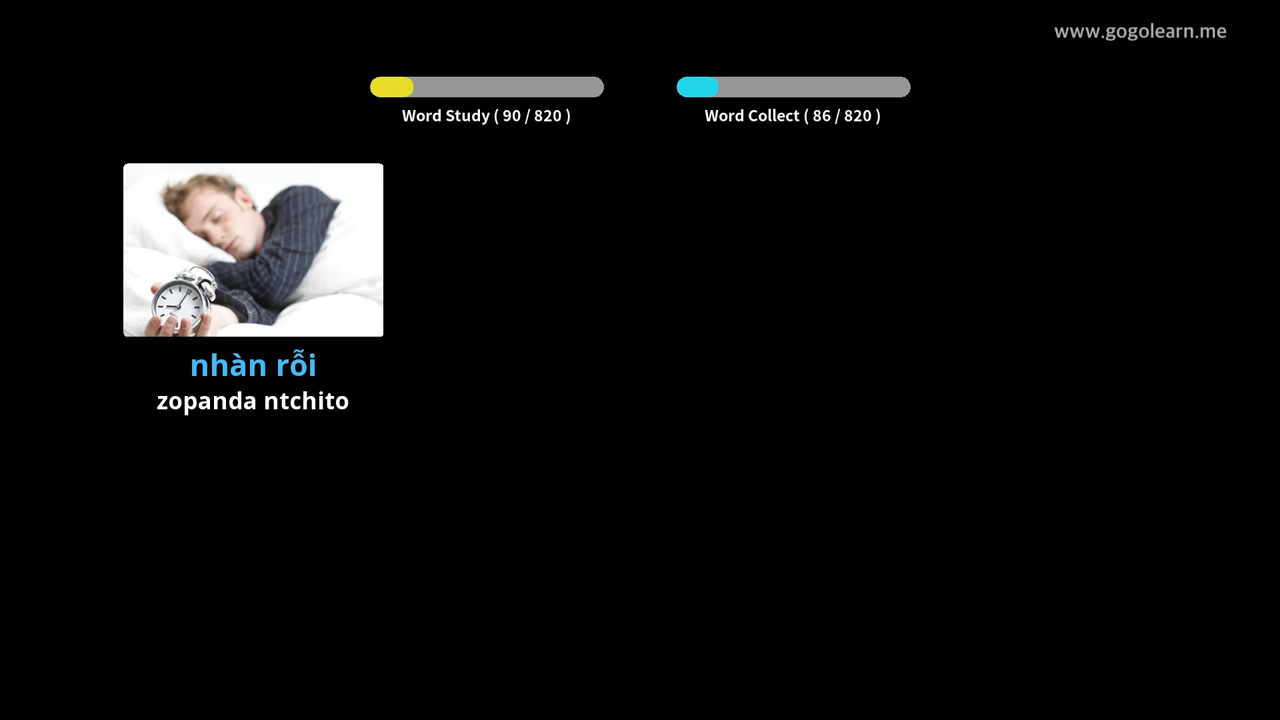 www.gogolearn.me
Word Study ( 90 / 820 )
Word Collect ( 86 / 820 )
nhàn rỗi
zopanda ntchito